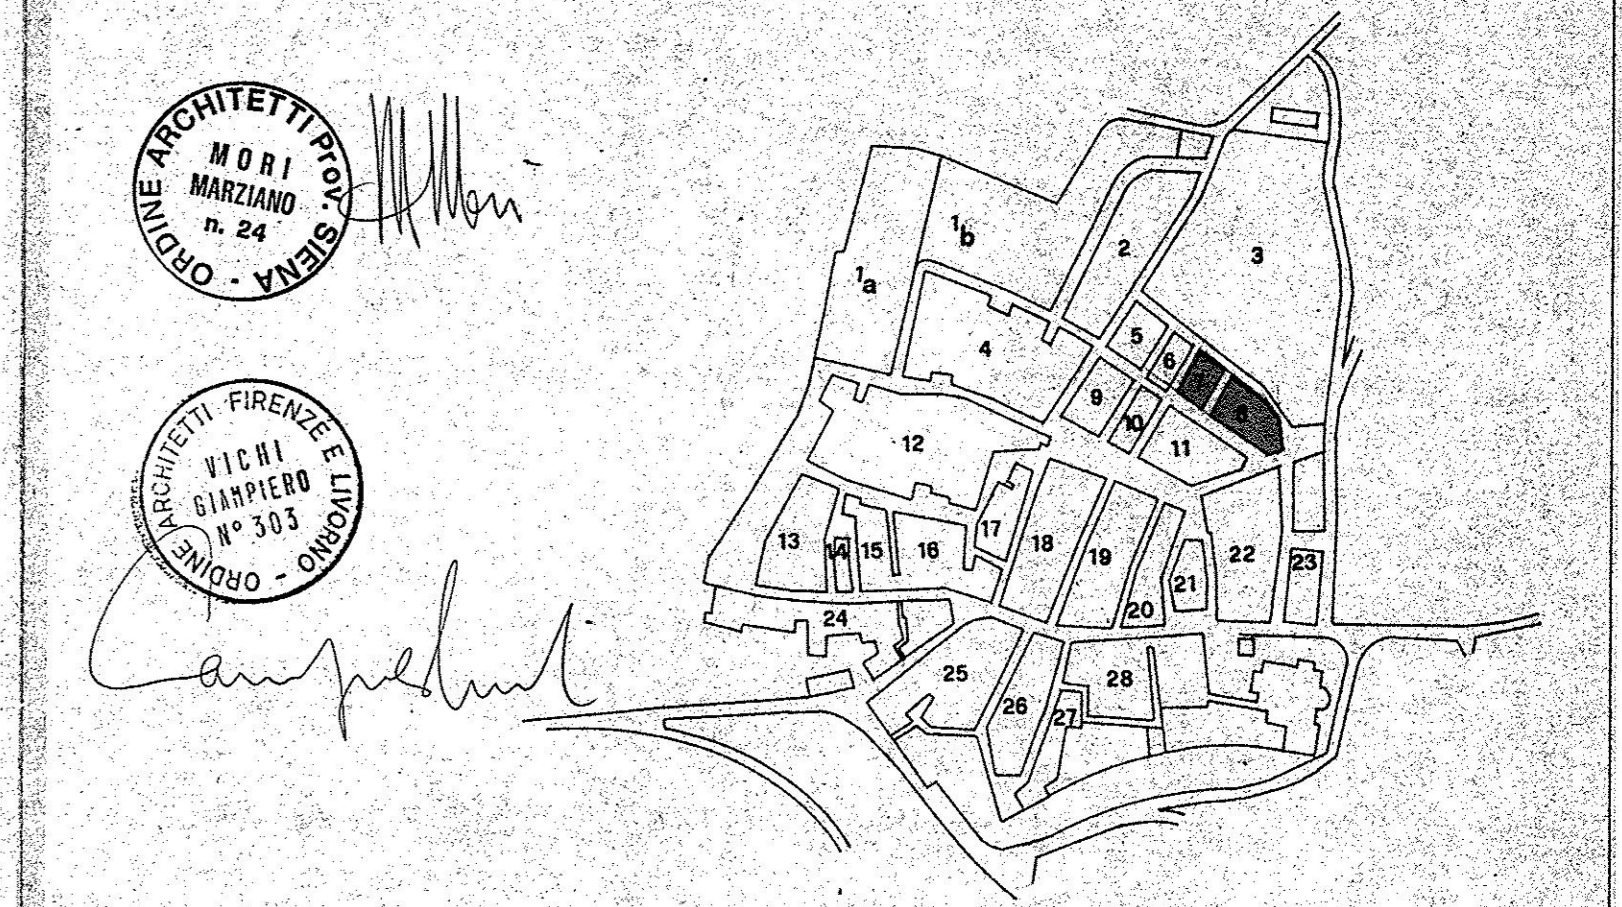 ORDINE ARCHITETTI Prov. SIENA -
MORI
MARZIANO
n. 24
ORDINE ARCHITETTI FIRENZE E LIVORNO -
VICHI
GIAMPIERO
N° 303
1a
1b
2
3
4
5
6
8
9
10
11
12
13
14
15
16
17
18
19
20
21
22
23
24
25
26
27
28